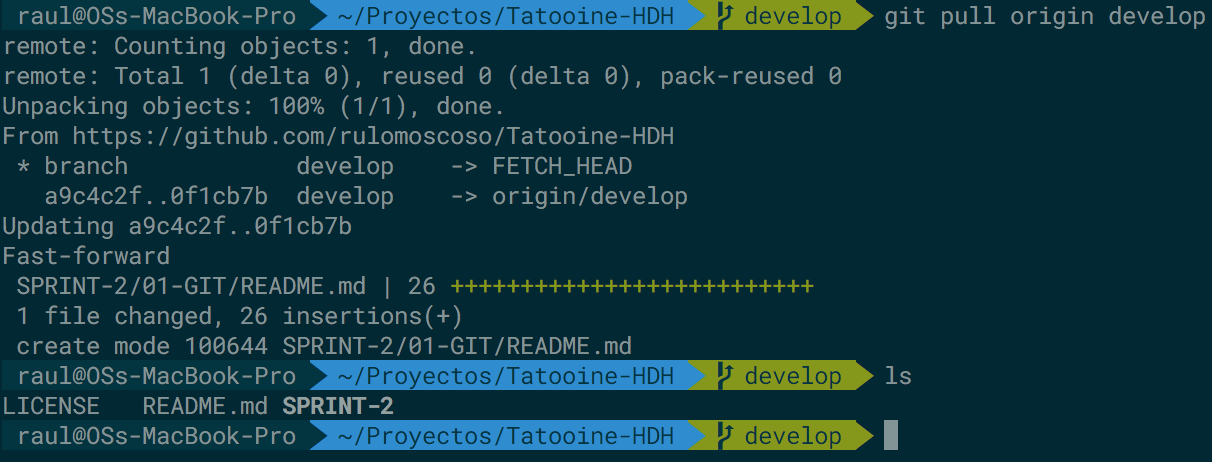 raul@OSs-MacBook-Pro ~/Proyectos/Tatooine-HDH develop git pull origin develop
remote: Counting objects: 1, done.
remote: Total 1 (delta 0), reused 0 (delta 0), pack-reused 0
Unpacking objects: 100% (1/1), done.
From https://github.com/rulomoscoso/Tatooine-HDH
 * branch            develop    -> FETCH_HEAD
   a9c4c2f..0f1cb7b  develop    -> origin/develop
Updating a9c4c2f..0f1cb7b
Fast-forward
 SPRINT-2/01-GIT/README.md | 26 ++++++++++++++++++++++++++
 1 file changed, 26 insertions(+)
 create mode 100644 SPRINT-2/01-GIT/README.md
raul@OSs-MacBook-Pro ~/Proyectos/Tatooine-HDH develop ls
LICENSE   README.md SPRINT-2
raul@OSs-MacBook-Pro ~/Proyectos/Tatooine-HDH develop